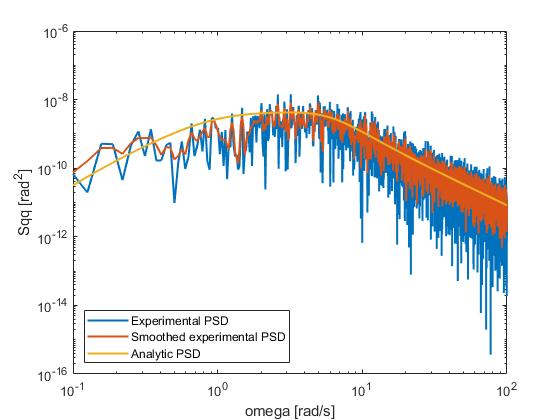 10^-6
10^-8
10^-10
10^-12
10^-14
10^-16
Sqq [rad^2]
Experimental PSD
Smoothed experimental PSD
Analytic PSD
10^-1 10^0 10^1 10^2
omega [rad/s]